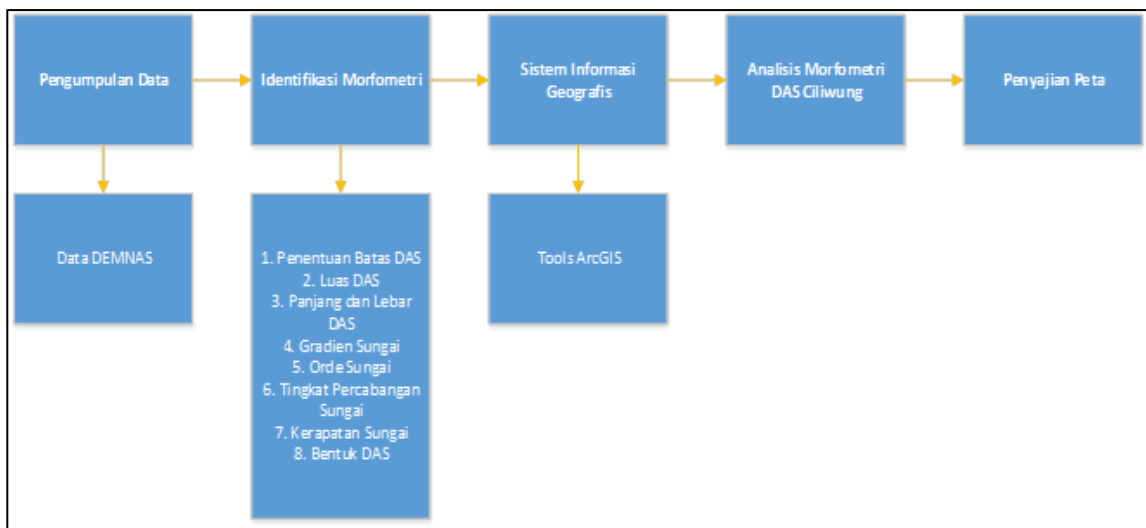 Pengumpulan Data
Identifikasi Morfometri
Sistem Informasi
Geografis
Analisis Morfometri
DAS Ciliwung
Penyajian Peta
Data DEMNAS
1. Penentuan Batas DAS
2. Luas DAS
3. Panjang dan Lebar
DAS
4. Gradien Sungai
5. Orde Sungai
6. Tingkat Percabangan
Sungai
7. Kerapatan Sungai
8. Bentuk DAS
Tools ArcGIS